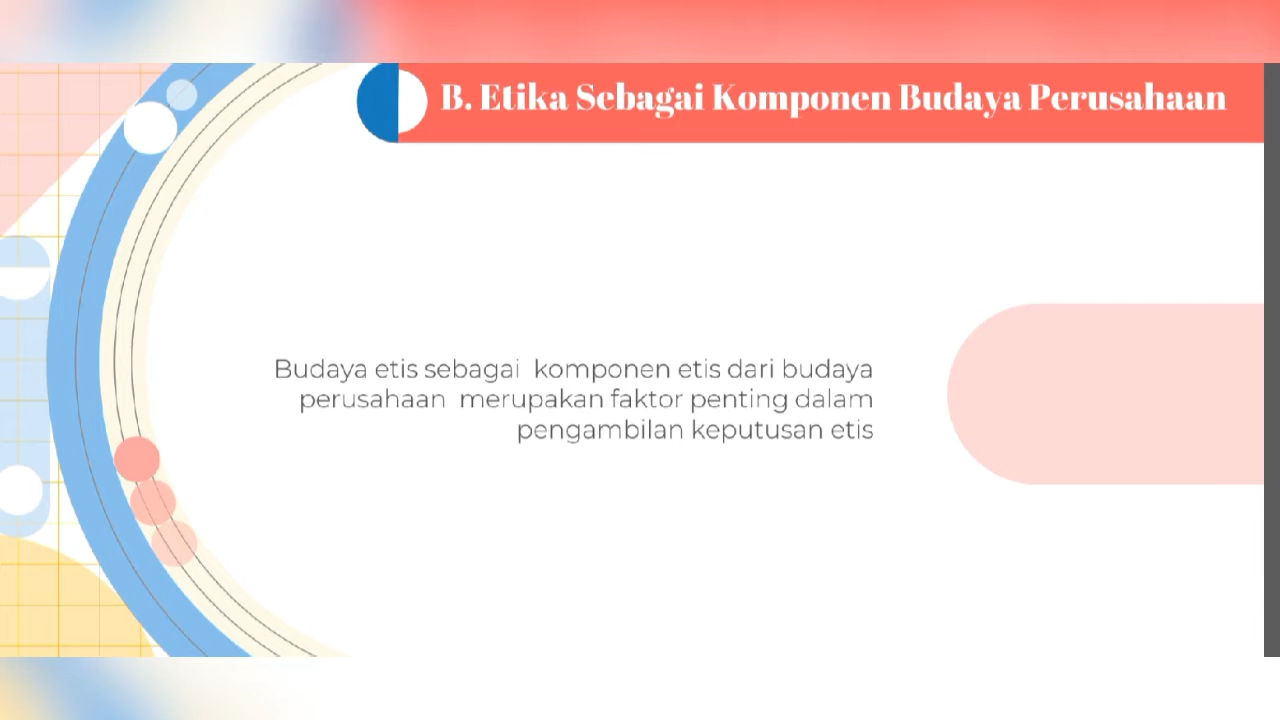 B. Etika Sebagai Komponen Budaya Perusahaan
Budaya etis sebagai komponen etis dari budaya
perusahaan merupakan faktor penting dalam
pengambilan keputusan etis